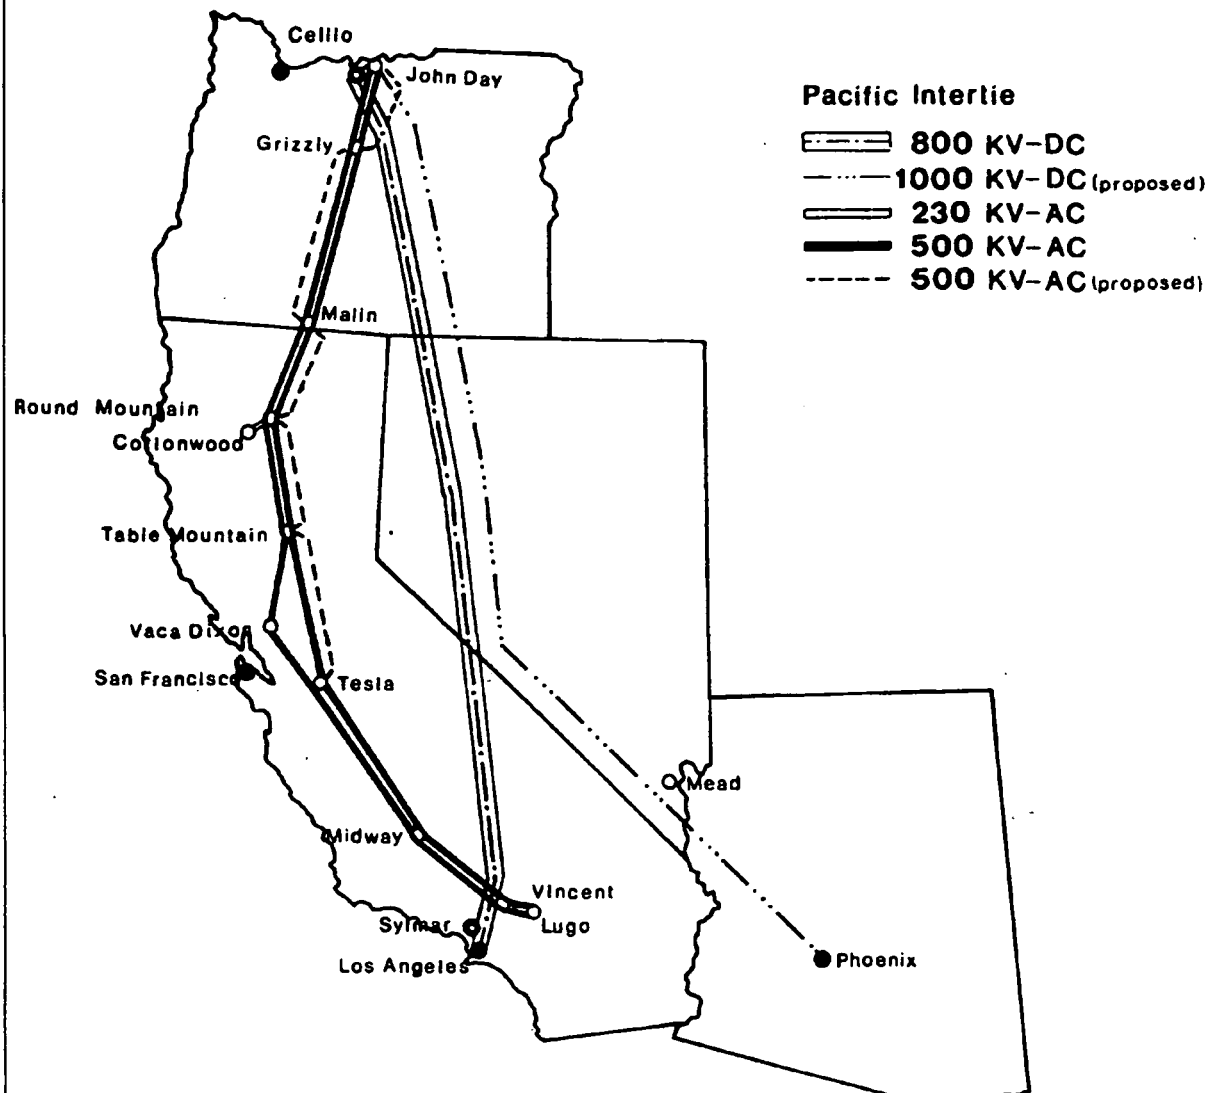 Celilo
John Day
Pacific Intertie
800 KV-DC
1000 KV-DC (proposed)
230 KV-AC
500 KV-AC
500 KV-AC (proposed)
Grizzly
Malin
Round Mountain
Cottonwood
Table Mountain
Vaca Dixon
San Francisco
Tesla
Mead
Midway
Vincent
Sylmar
Lugo
Los Angeles
Phoenix